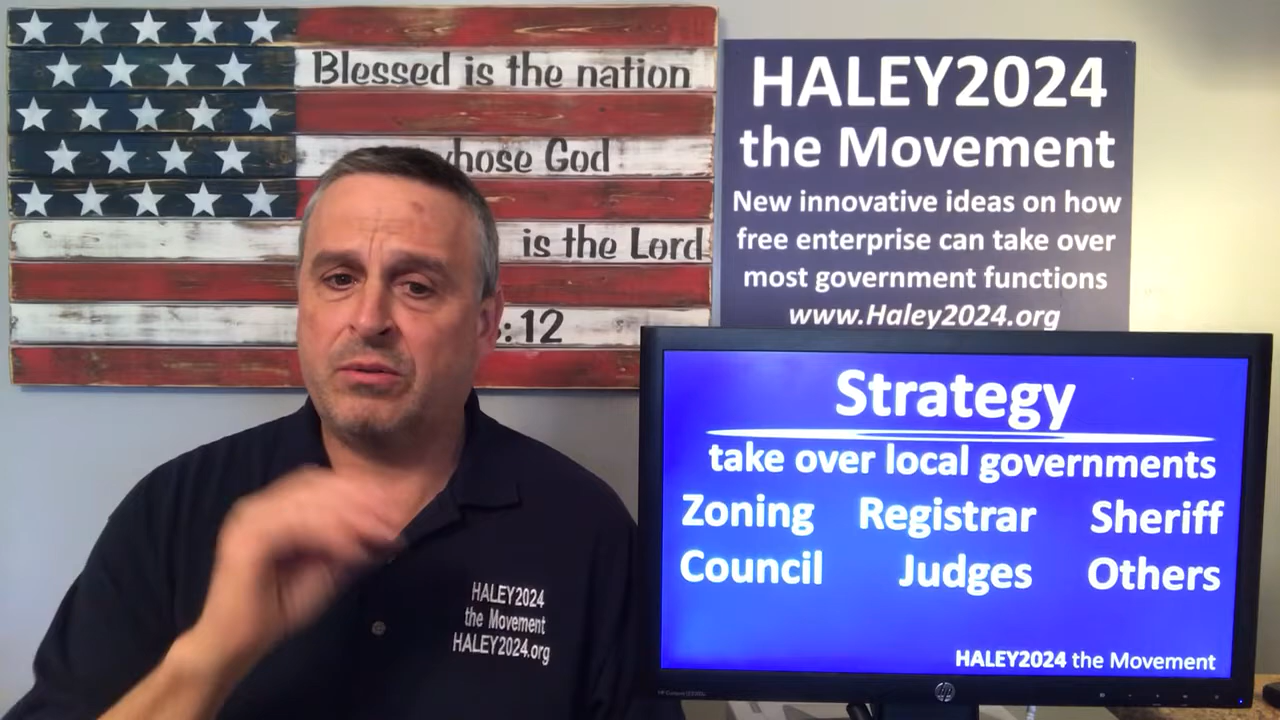 Blessed is the nation
whose God
is the Lord
:12
HALEY2024
the Movement
New innovative ideas on how
free enterprise can take over
most government functions
www.Haley2024.org
Strategy
take over local governments
Zoning Registrar Sheriff
Council Judges Others
HALEY2024 the Movement
HALEY2024
the Movement
HALEY2024.org
hp